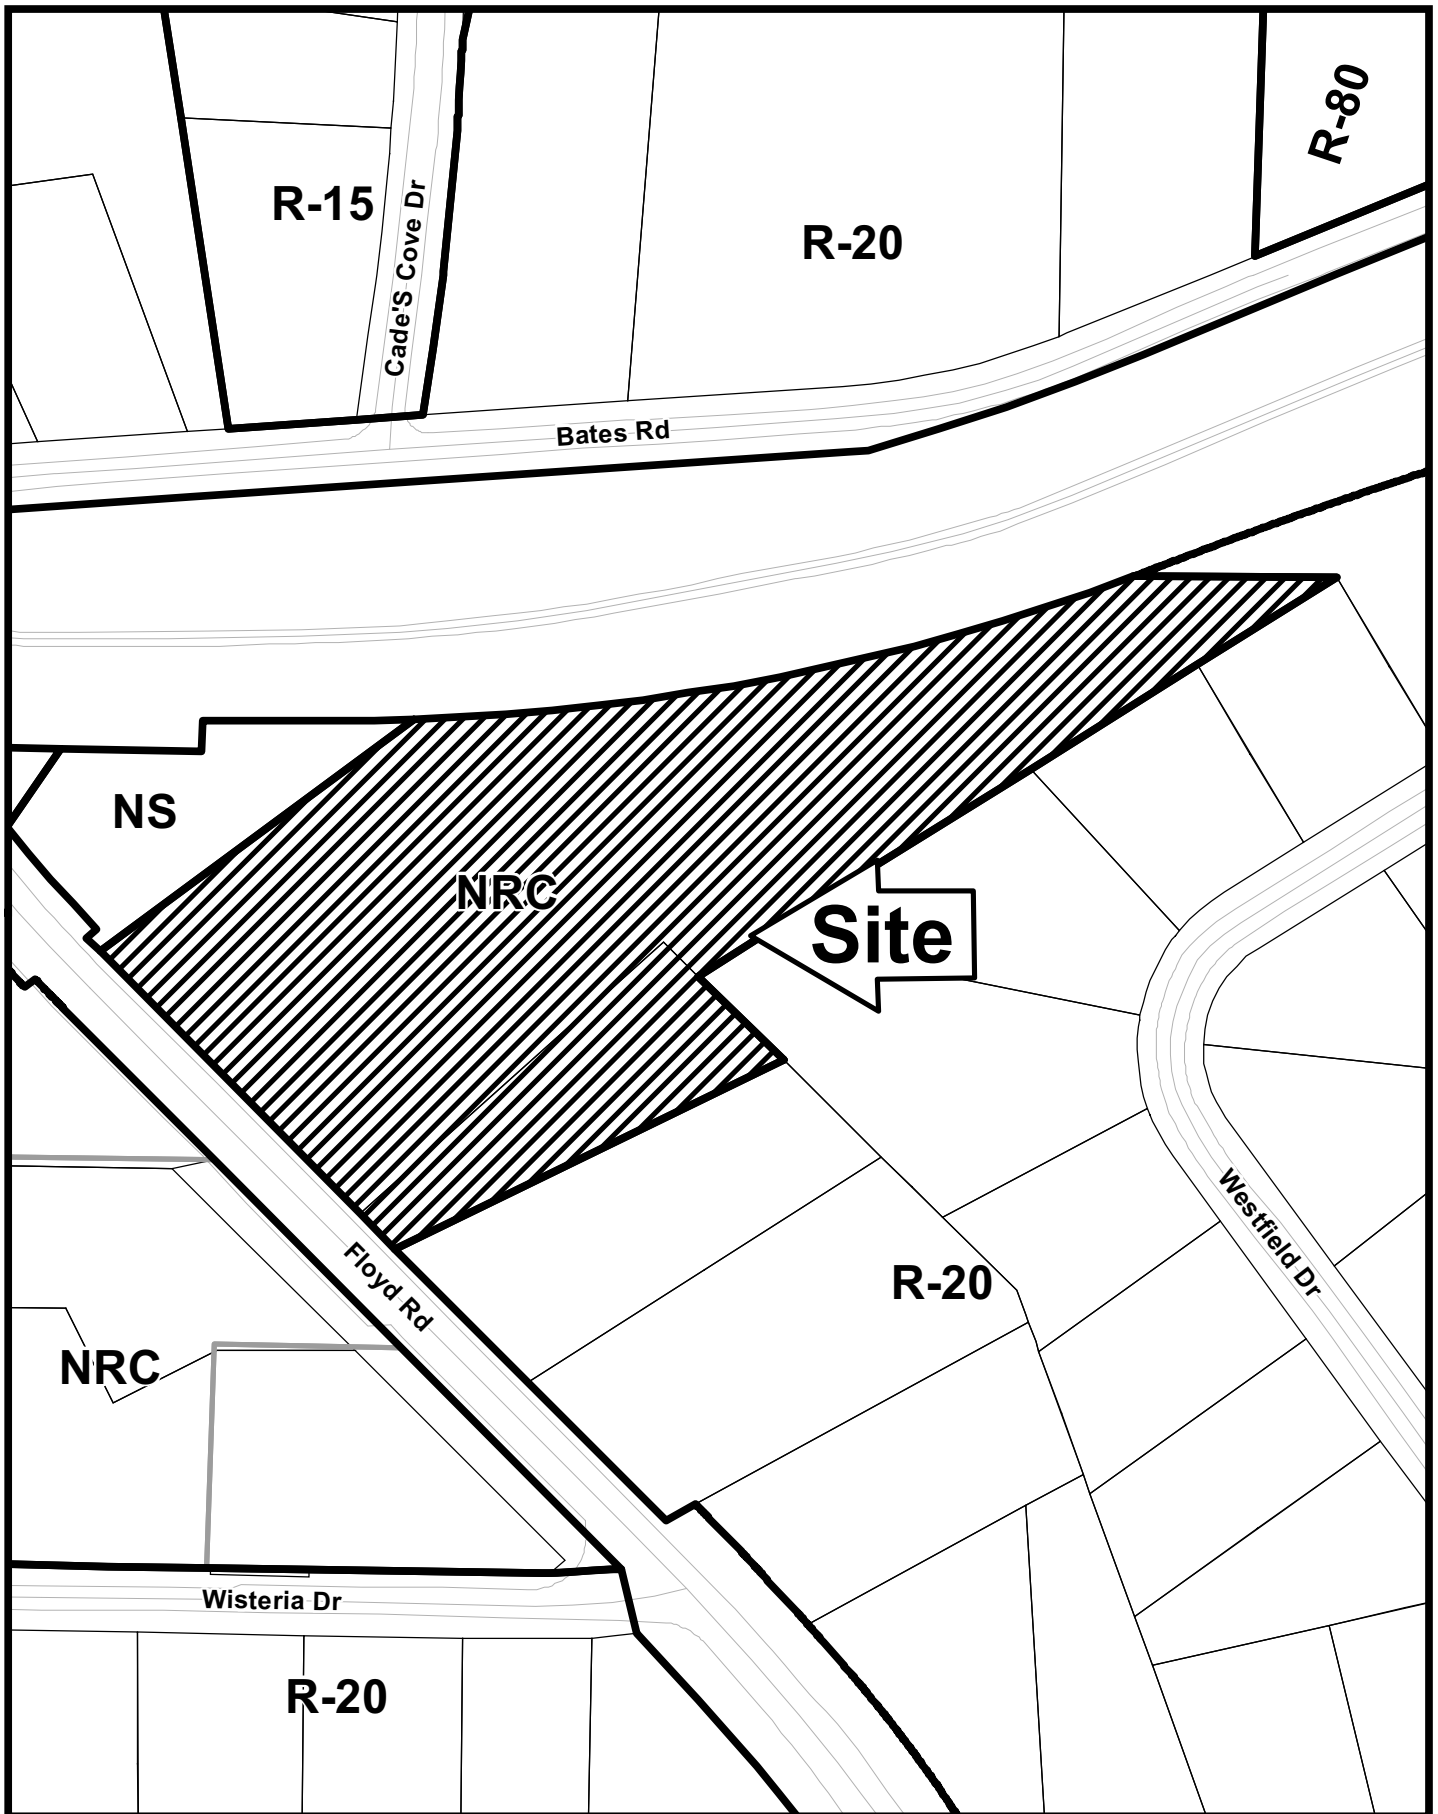 R-80
R-15
R-20
Cade'S Cove Dr
Bates Rd
NS
NRC
Site
Westfield Dr
Floyd Rd
R-20
NRC
Wisteria Dr
R-20